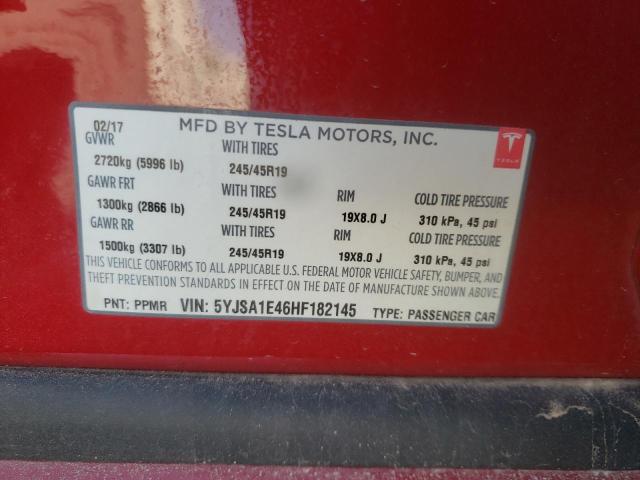 02/17 MFD BY TESLA MOTORS, INC.
GVWR WITH TIRES
2720kg (5996 lb) 245/45R19
TESLA
GAWR FRT WITH TIRES RIM COLD TIRE PRESSURE
1300kg (2866 lb) 245/45R19 19X8.0 J 310 kPa, 45 psi
GAWR RR WITH TIRES RIM COLD TIRE PRESSURE
1500kg (3307 lb) 245/45R19 19X8.0 J 310 kPa, 45 psi
THIS VEHICLE CONFORMS TO ALL APPLICABLE U.S. FEDERAL MOTOR VEHICLE SAFETY, BUMPER, AND
THEFT PREVENTION STANDARDS IN EFFECT ON THE DATE OF MANUFACTURE SHOWN ABOVE.
PNT: PPMR VIN: 5YJSA1E46HF182145 TYPE: PASSENGER CAR